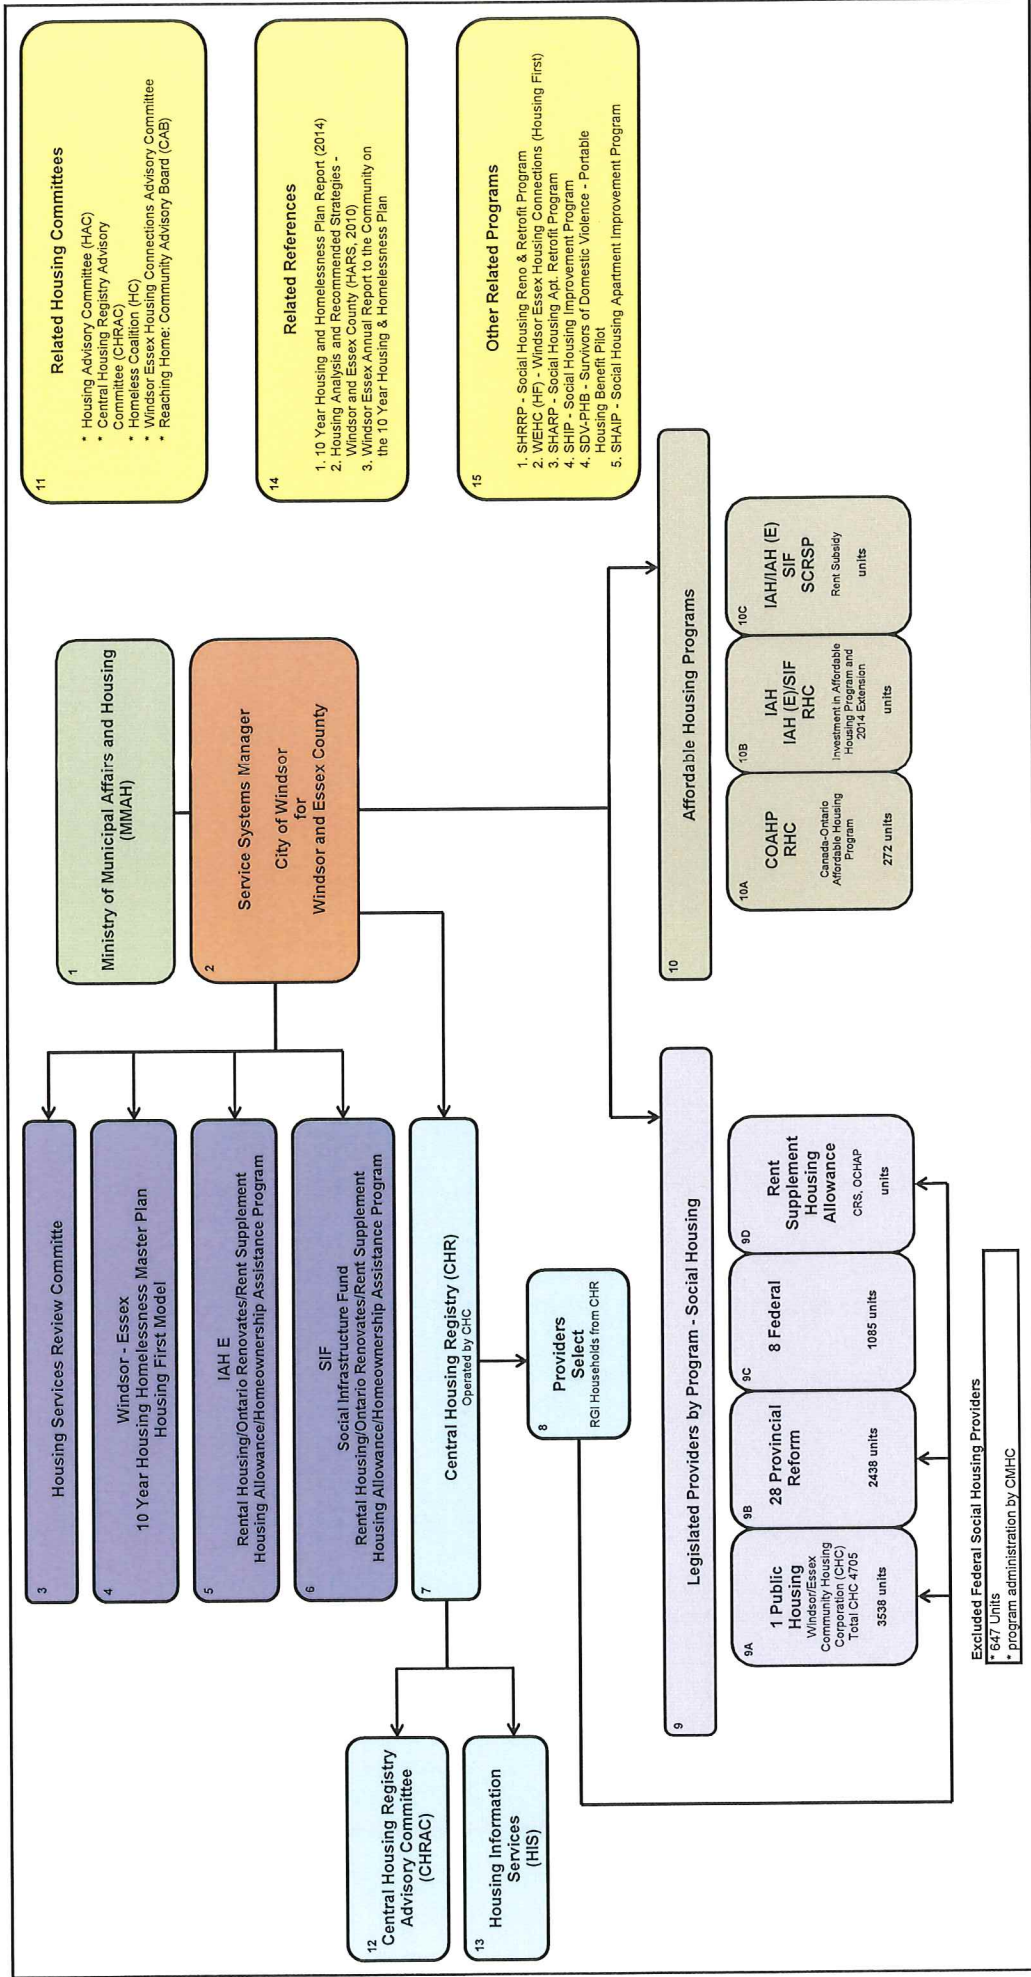 1
Ministry of Municipal Affairs and Housing
(MMAH)
2
Service Systems Manager
City of Windsor
for
Windsor and Essex County
3
Housing Services Review Committe
4
Windsor - Essex
10 Year Housing Homelessness Master Plan
Housing First Model
5
IAH E
Rental Housing/Ontario Renovates/Rent Supplement
Housing Allowance/Homeownership Assistance Program
6
SIF
Social Infrastructure Fund
Rental Housing/Ontario Renovates/Rent Supplement
Housing Allowance/Homeownership Assistance Program
7
Central Housing Registry (CHR)
Operated by CHC
8
Providers
Select
RGI Households from CHR
12
Central Housing Registry
Advisory Committee
(CHRAC)
13
Housing Information
Services
(HIS)
9
Legislated Providers by Program - Social Housing
9A
1 Public
Housing
Windsor/Essex
Community Housing
Corporation (CHC)
Total CHC 4705
3538 units
9B
28 Provincial
Reform
2438 units
9C
8 Federal
1085 units
9D
Rent
Supplement
Housing
Allowance
CRS, OCHAP
units
Excluded Federal Social Housing Providers
* 647 Units
* program administration by CMHC
10
Affordable Housing Programs
10A
COAHP
RHC
Canada-Ontario
Affordable Housing
Program
272 units
10B
IAH
IAH (E)/SIF
RHC
Investment in Affordable
Housing Program and
2014 Extension
units
10C
IAH/IAH (E)
SIF
SCRSP
Rent Subsidy
units
11
Related Housing Committees
* Housing Advisory Committee (HAC)
* Central Housing Registry Advisory
Committee (CHRAC)
* Homeless Coalition (HC)
* Windsor Essex Housing Connections Advisory Committee
* Reaching Home: Community Advisory Board (CAB)
14
Related References
1. 10 Year Housing and Homelessness Plan Report (2014)
2. Housing Analysis and Recommended Strategies -
Windsor and Essex County (HARS, 2010)
3. Windsor Essex Annual Report to the Community on
the 10 Year Housing & Homelessness Plan
15
Other Related Programs
1. SHRRP - Social Housing Reno & Retrofit Program
2. WEHC (HF) - Windsor Essex Housing Connections (Housing First)
3. SHARP - Social Housing Apt. Retrofit Program
4. SHIP - Social Housing Improvement Program
4. SDV-PHB - Survivors of Domestic Violence - Portable
Housing Benefit Pilot
5. SHAIP - Social Housing Apartment Improvement Program